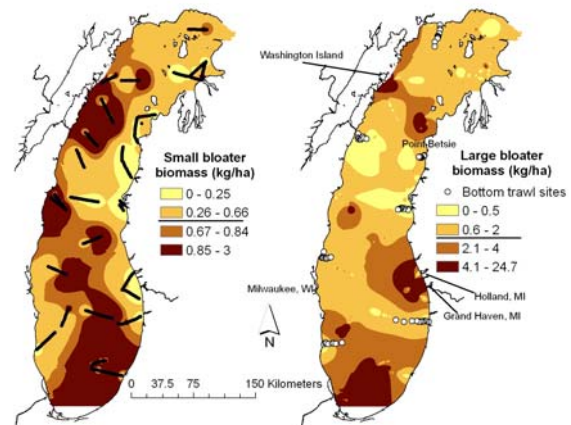 Washington Island
Point Betsie
Small bloater
biomass (kg/ha)
0 - 0.25
0.26 - 0.66
0.67 - 0.84
0.85 - 3
Large bloater
biomass (kg/ha)
Bottom trawl sites
0 - 0.5
0.6 - 2
2.1 - 4
4.1 - 24.7
Milwaukee, WI
Holland, MI
Grand Haven, MI
N
0 37.5 75 150 Kilometers